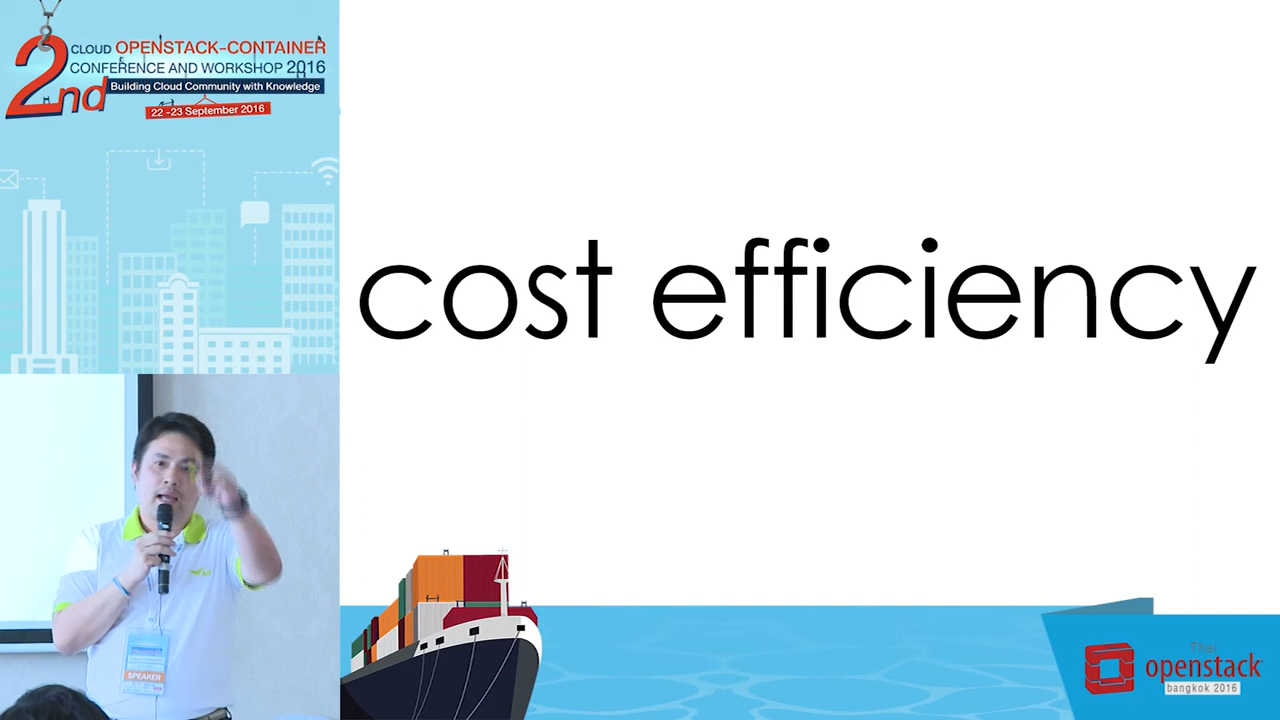 2nd
CLOUD OPENSTACK-CONTAINER
CONFERENCE AND WORKSHOP 2016
Building Cloud Community with Knowledge
22 -23 September 2016
cost efficiency
SPEAKER
Thai
openstack
bangkok 2016